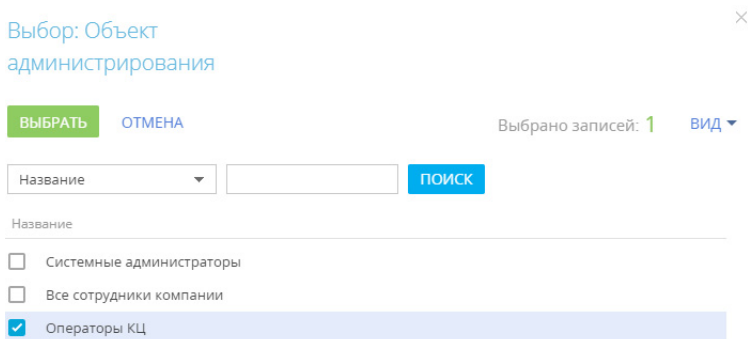 Выбор: Объект
администрирования
ВЫБРАТЬ ОТМЕНА Выбрано записей: 1 ВИД
Название ПОИСК
Название
Системные администраторы
Все сотрудники компании
Операторы КЦ